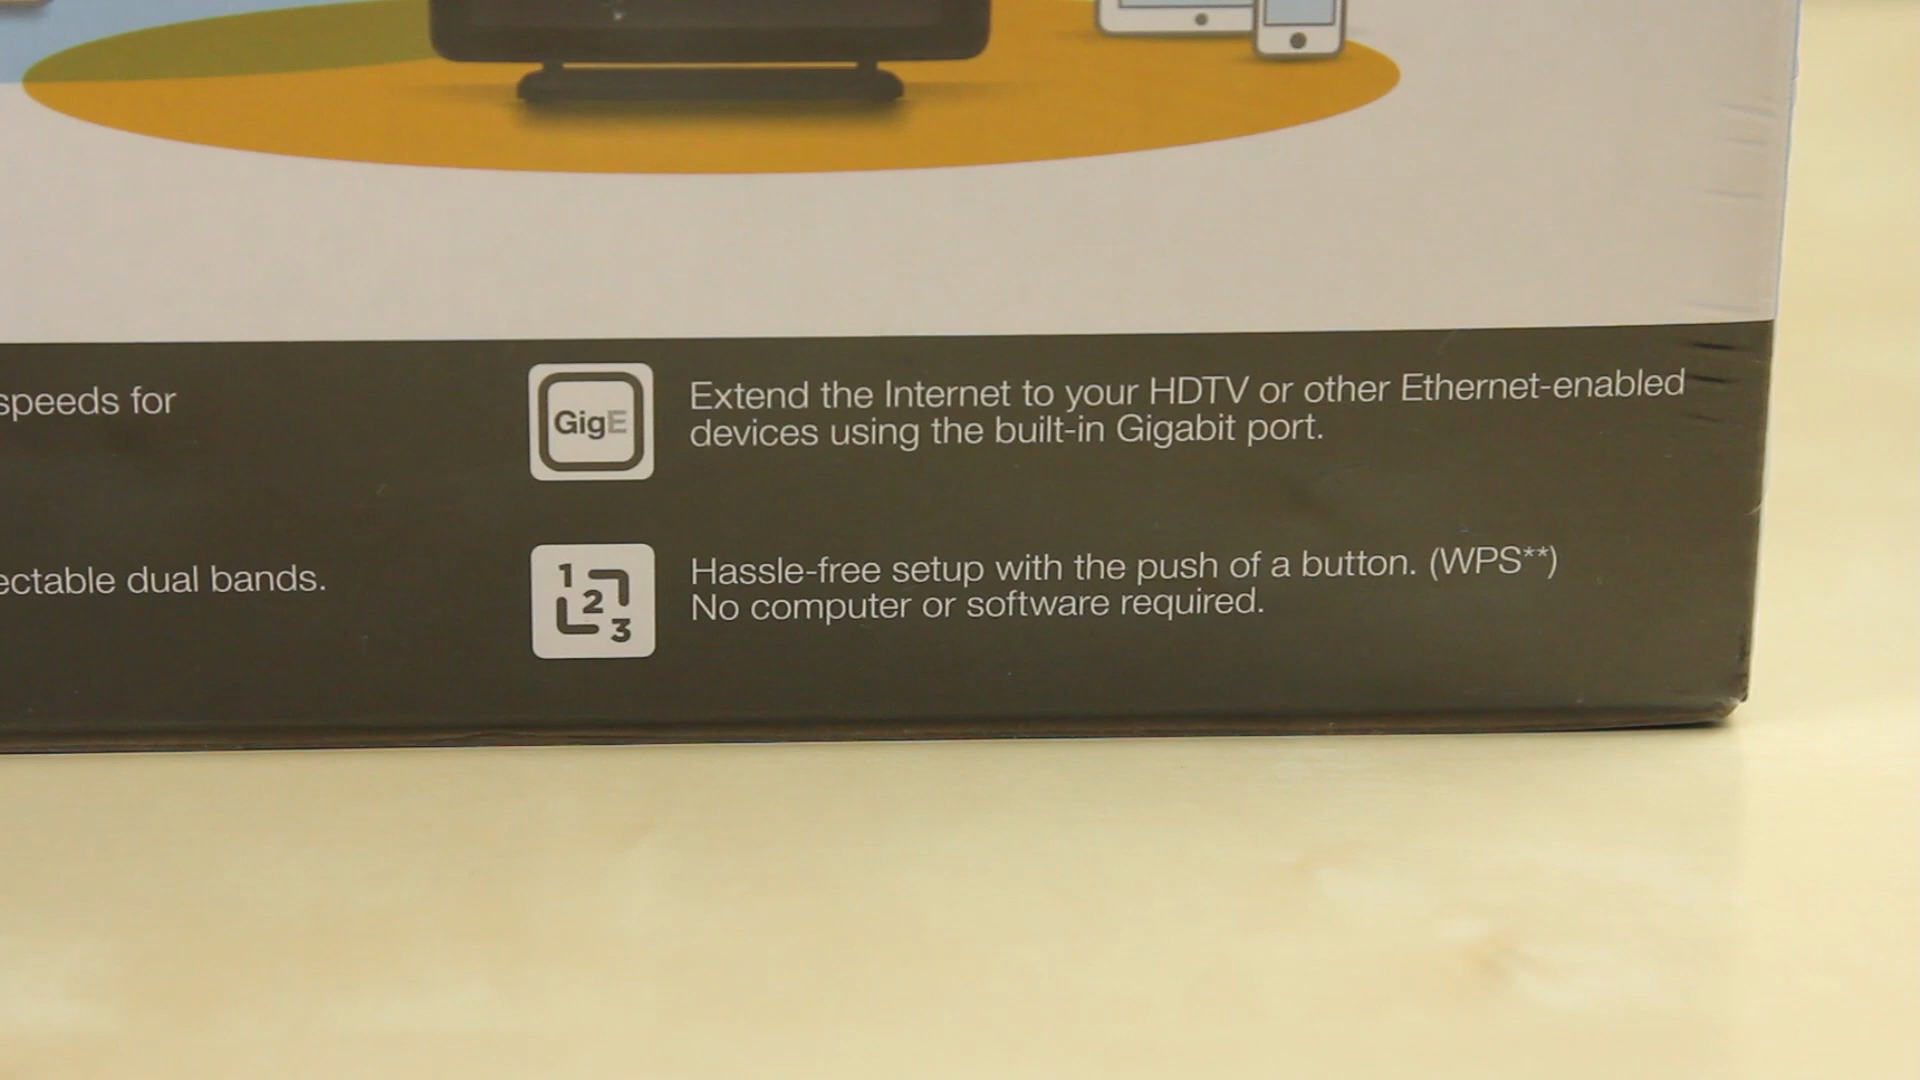 speeds for
ectable dual bands.
GigE
Extend the Internet to your HDTV or other Ethernet-enabled
devices using the built-in Gigabit port.
1
2
3
Hassle-free setup with the push of a button. (WPS**)
No computer or software required.